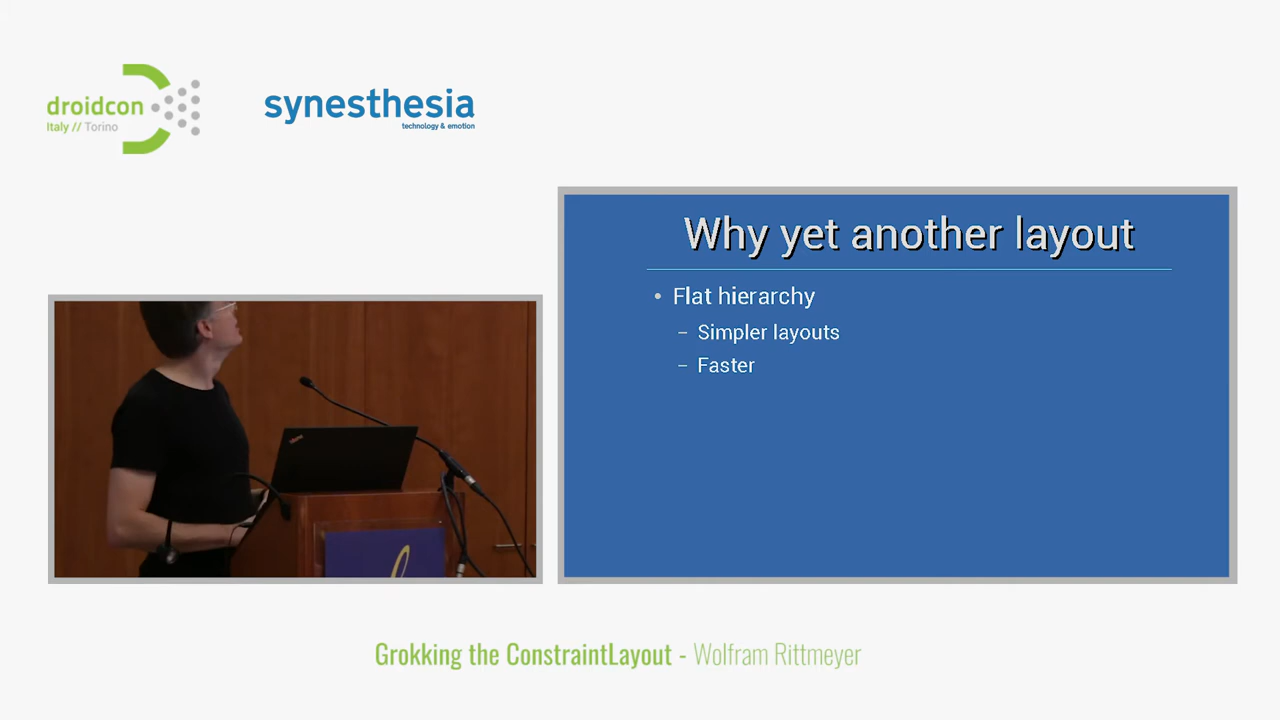 droidcon
Italy // Torino
synesthesia
technology & emotion
Why yet another layout
• Flat hierarchy
– Simpler layouts
– Faster
Grokking the ConstraintLayout - Wolfram Rittmeyer